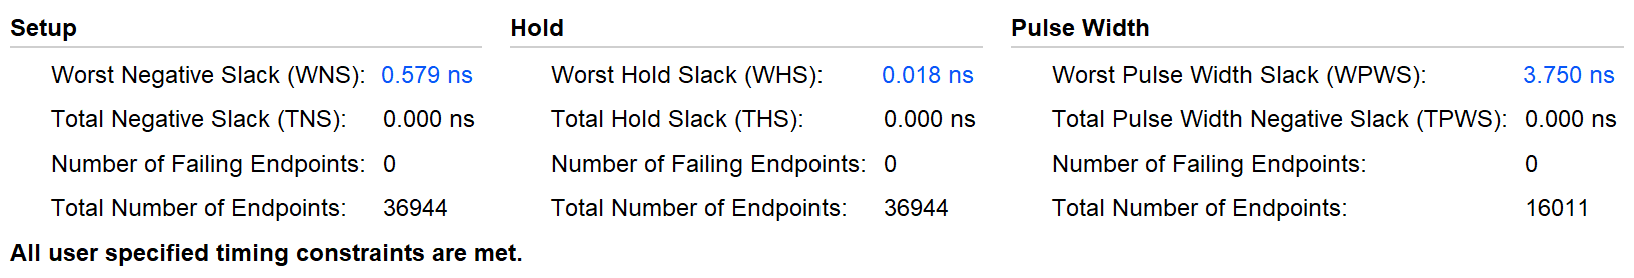 Setup
Worst Negative Slack (WNS): 0.579 ns
Total Negative Slack (TNS): 0.000 ns
Number of Failing Endpoints: 0
Total Number of Endpoints: 36944
Hold
Worst Hold Slack (WHS): 0.018 ns
Total Hold Slack (THS): 0.000 ns
Number of Failing Endpoints: 0
Total Number of Endpoints: 36944
Pulse Width
Worst Pulse Width Slack (WPWS): 3.750 ns
Total Pulse Width Negative Slack (TPWS): 0.000 ns
Number of Failing Endpoints: 0
Total Number of Endpoints: 16011
All user specified timing constraints are met.